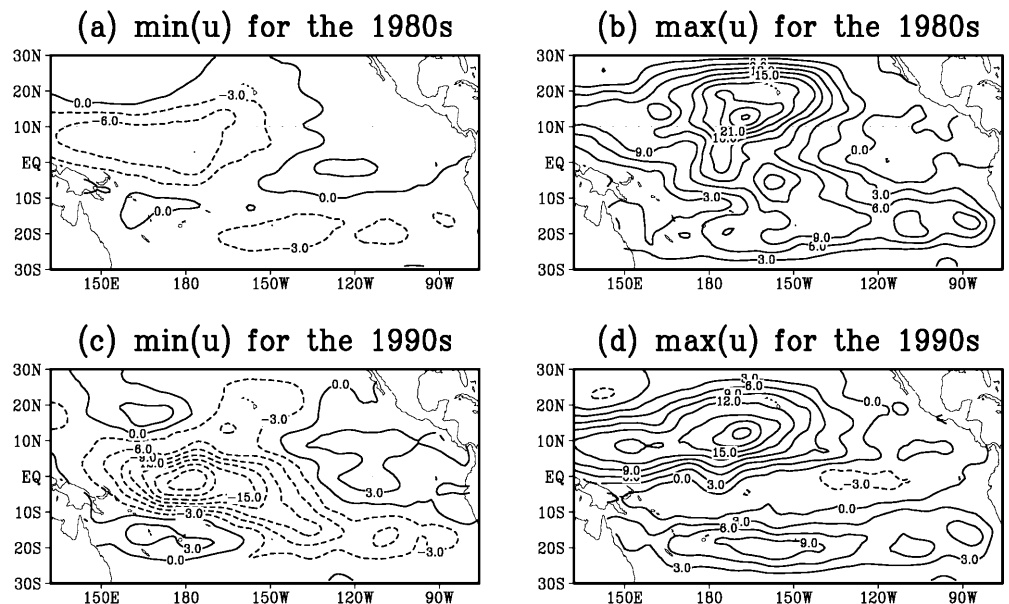 (a) min(u) for the 1980s
(b) max(u) for the 1980s
30N
20N
10N
EQ
10S
20S
30S
150E 180 150W 120W 90W
0.0
-3.0
-6.0
0.0
0.0
-3.0
30N
20N
10N
EQ
10S
20S
30S
150E 180 150W 120W 90W
15.0
21.0
9.0
0.0
3.0
3.0
6.0
9.0
6.0
3.0
(c) min(u) for the 1990s
(d) max(u) for the 1990s
30N
20N
10N
EQ
10S
20S
30S
150E 180 150W 120W 90W
0.0
-3.0
0.0
-6.0
-15.0
3.0
-3.0
3.0
-3.0
0.0
30N
20N
10N
EQ
10S
20S
30S
150E 180 150W 120W 90W
6.0
12.0
0.0
15.0
9.0
0.0
3.0
-3.0
0.0
6.0
9.0
3.0
3.0